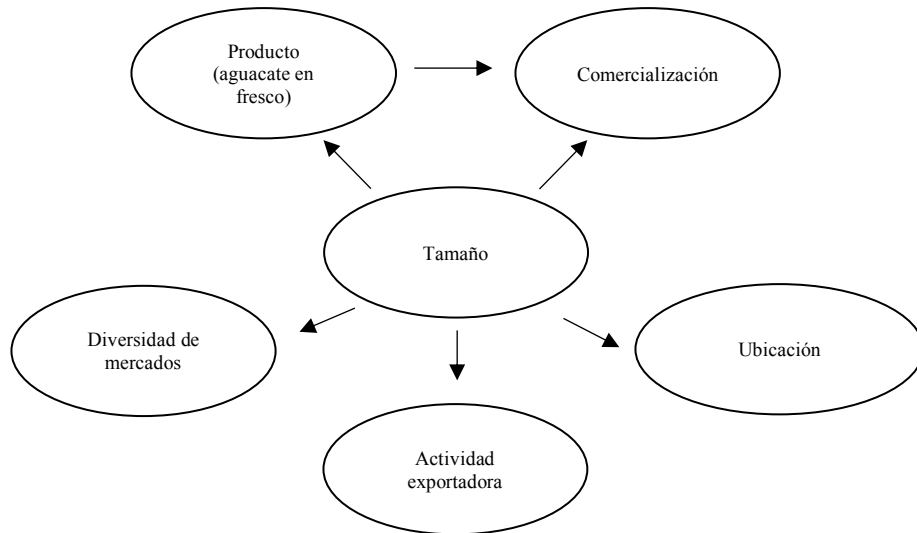 Producto
(aguacate en
fresco)
Comercialización
Tamaño
Diversidad de
mercados
Ubicación
Actividad
exportadora